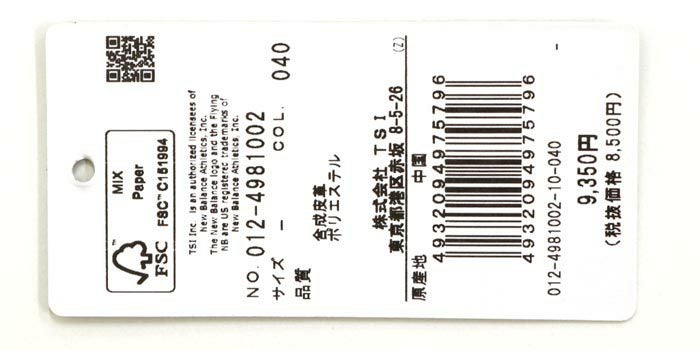 FSC™
MIX
Paper
FSC™ C151994
TSI Inc. is an authorized licensees of
New Balance Athletics, Inc.
The New Balance logo and the Flying
NB are US registered trademarks of
New Balance Athletics, Inc.
NO. 012-4981002
サイズ － COL. 040
品質 合成皮革
ポリエステル
株式会社 TSI
東京都港区赤坂 8-5-26
(Z)
原産地 中国
4932094975796
4932094975796
012-4981002-10-040
-
9,350円
(税抜価格 8,500円)